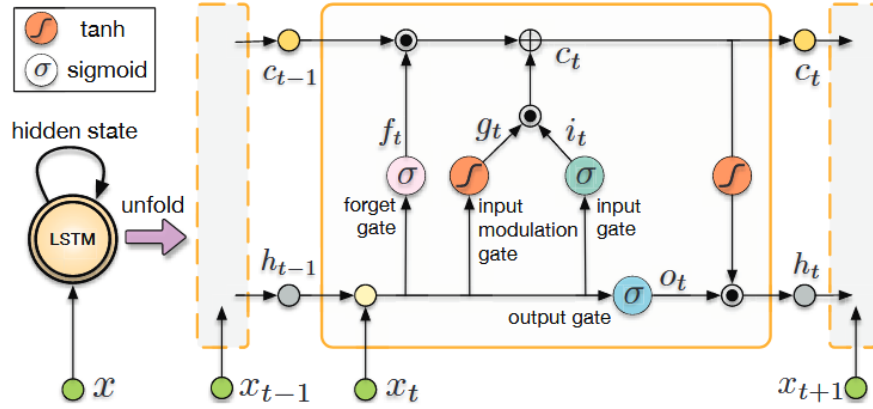 tanh
σ sigmoid
hidden state
LSTM
unfold
x
c_{t-1}
c_t
c_t
f_t
g_t
i_t
σ
σ
forget gate
input modulation gate
input gate
h_{t-1}
σ
o_t
h_t
output gate
x_{t-1}
x_t
x_{t+1}